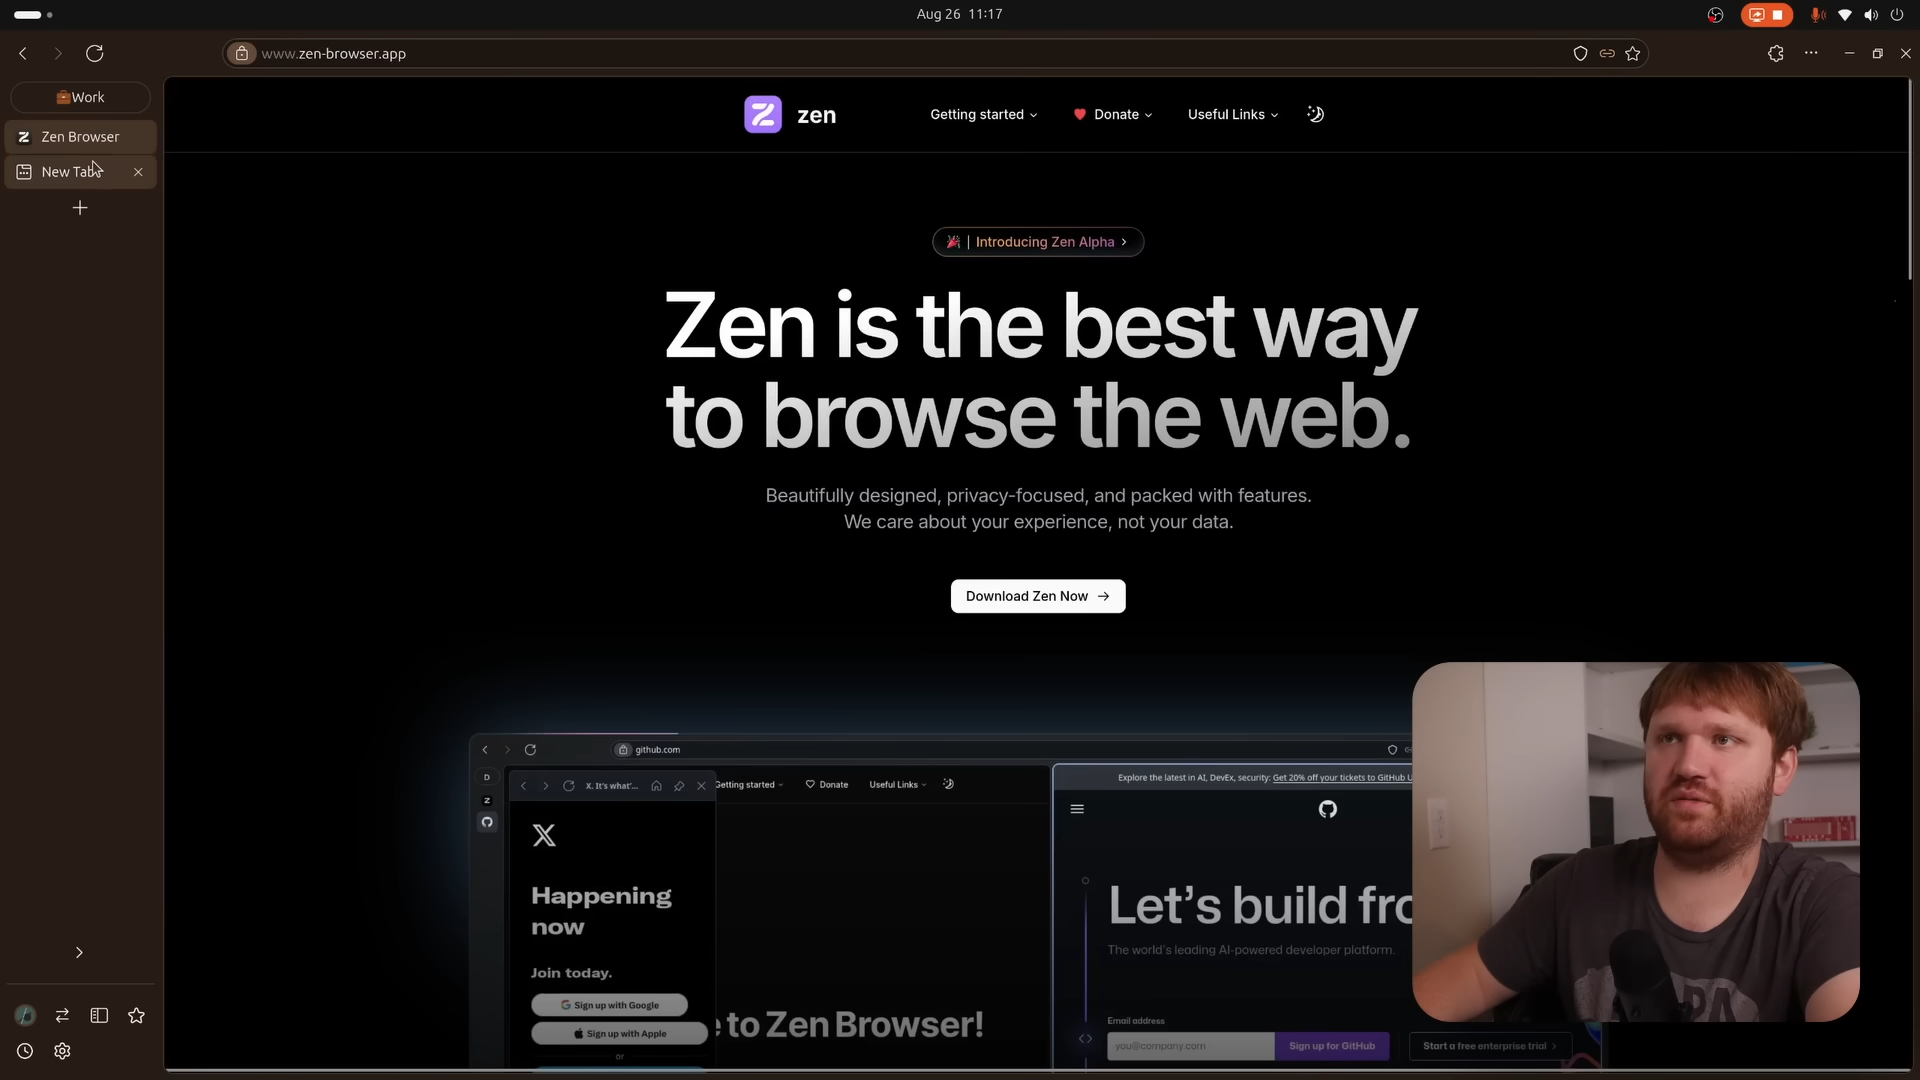 Aug 26 11:17
www.zen-browser.app
Work
Zen Browser
New Tab
zen
Getting started
Donate
Useful Links
| Introducing Zen Alpha
Zen is the best way
to browse the web.
Beautifully designed, privacy-focused, and packed with features.
We care about your experience, not your data.
Download Zen Now
github.com
D
X. It's what'...
Getting started
Donate
Useful Links
Explore the latest in AI, DevEx, security: Get 20% off your tickets to GitHub U
Happening
now
Join today.
Sign up with Google
Sign up with Apple
or
e to Zen Browser!
Let's build fro
The world's leading AI-powered developer platform.
Email address
you@company.com
Sign up for GitHub
Start a free enterprise trial